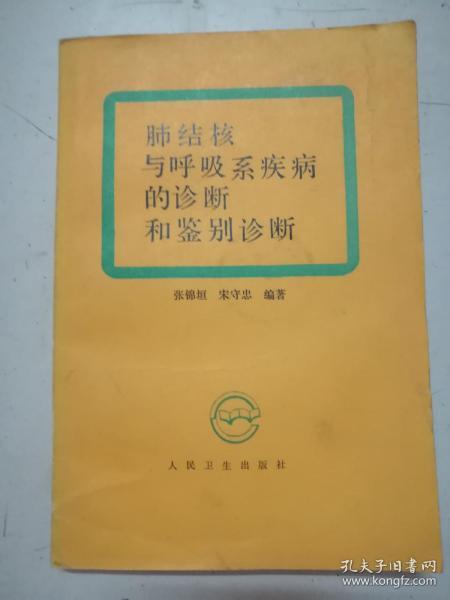 肺结核
与呼吸系疾病
的诊断
和鉴别诊断
张锦垣 宋守忠 编著
人民卫生出版社
孔夫子旧书网
www.kongfz.com